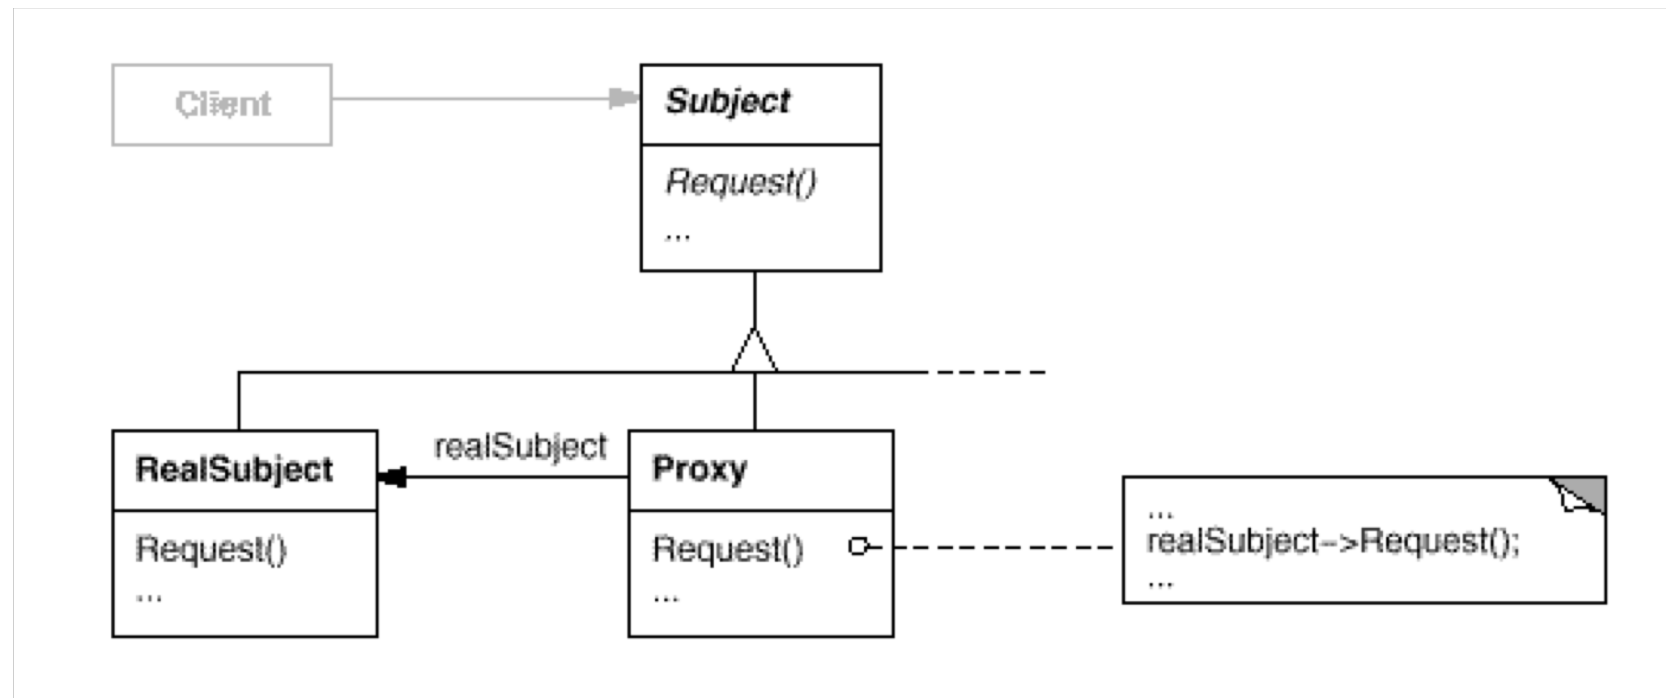 Client
Subject
Request()
...
realSubject
RealSubject
Request()
...
Proxy
Request()
...
...
realSubject->Request();
...